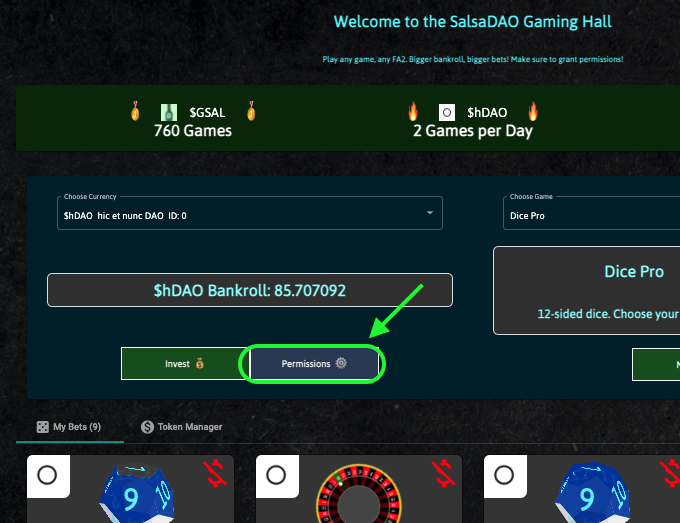 Welcome to the SalsaDAO Gaming Hall
Play any game, any FA2. Bigger bankroll, bigger bets! Make sure to grant permissions!
$GSAL
760 Games
$hDAO
2 Games per Day
Choose Currency
$hDAO hic et nunc DAO ID: 0
Choose Game
Dice Pro
$hDAO Bankroll: 85.707092
Dice Pro
12-sided dice. Choose your
Invest
Permissions
My Bets (9)
Token Manager
9
10
9
10